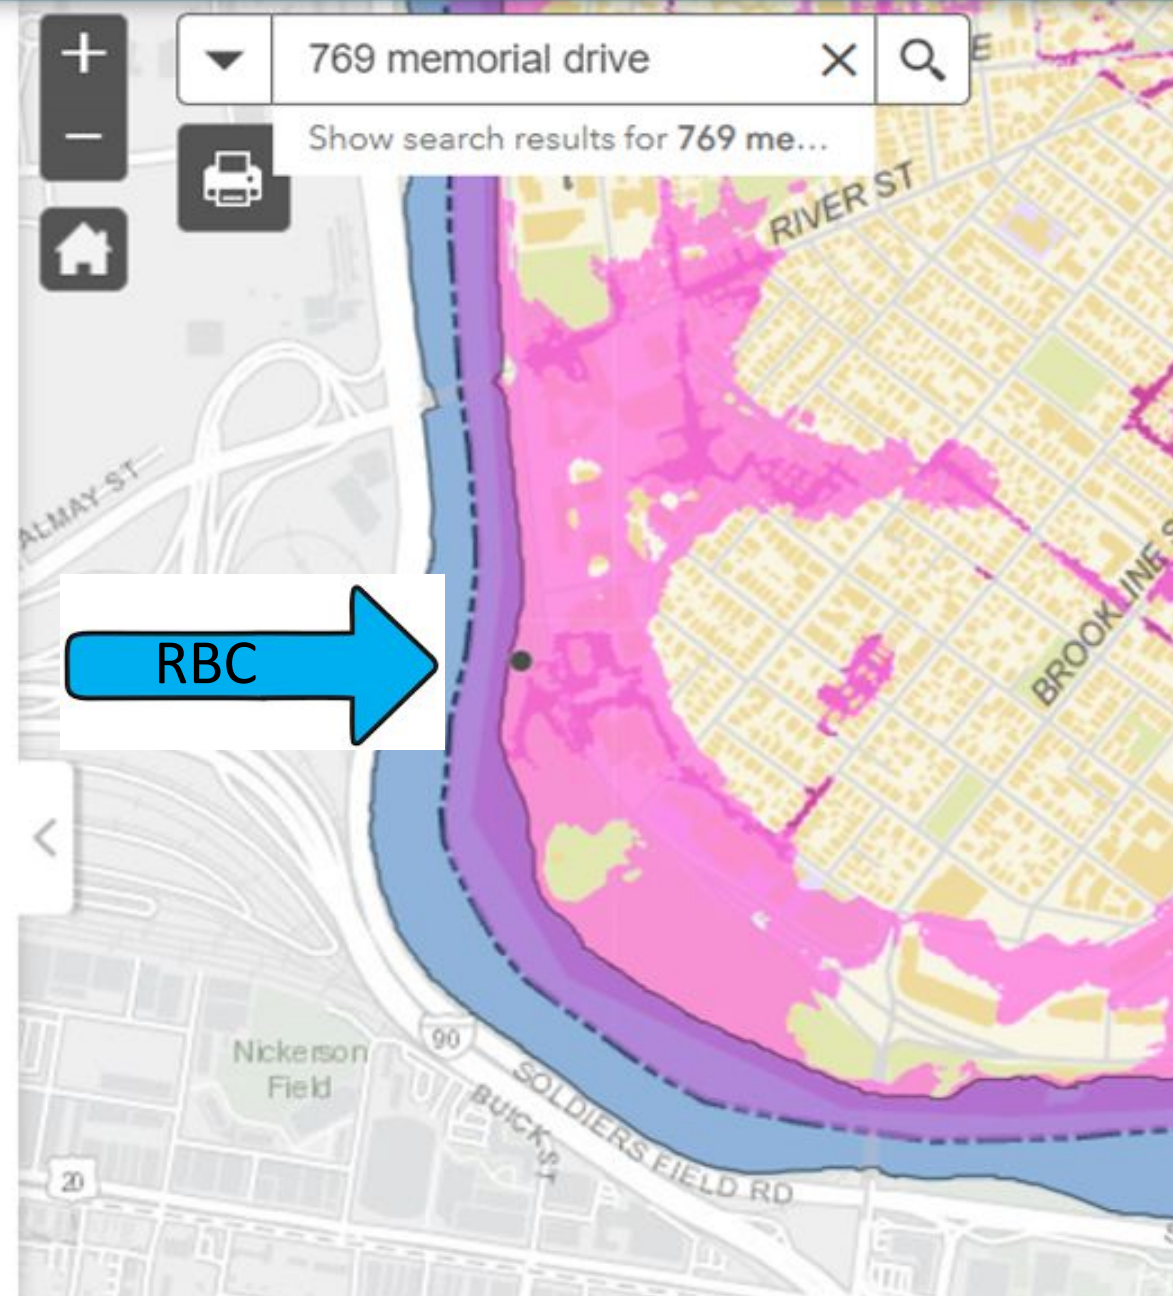 +
769 memorial drive
E
−
Show search results for 769 me...
RIVER ST
ALMAY ST
BROOKLINE S
RBC
90
Nickerson
Field
SOLDIERS FIELD RD
BUICK ST
20